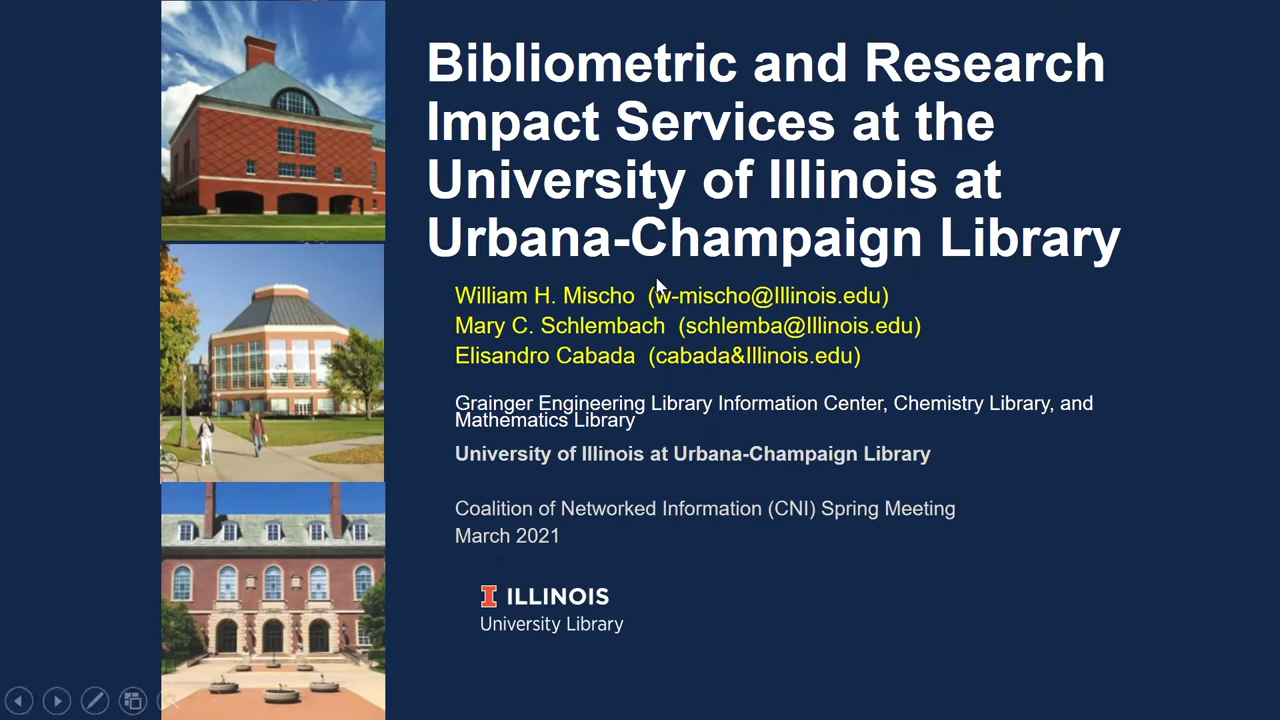 Bibliometric and Research
Impact Services at the
University of Illinois at
Urbana-Champaign Library
William H. Mischo (w-mischo@Illinois.edu)
Mary C. Schlembach (schlemba@Illinois.edu)
Elisandro Cabada (cabada&Illinois.edu)
Grainger Engineering Library Information Center, Chemistry Library, and
Mathematics Library
University of Illinois at Urbana-Champaign Library
Coalition of Networked Information (CNI) Spring Meeting
March 2021
I ILLINOIS
University Library